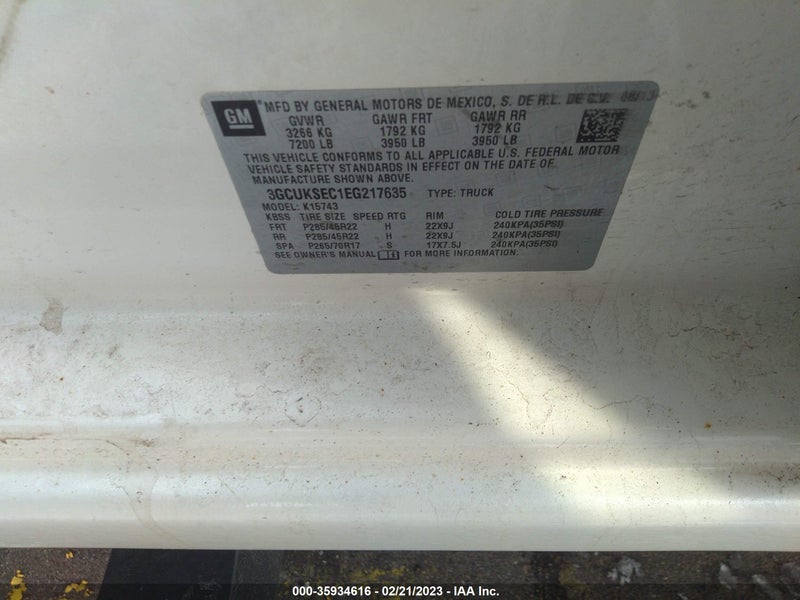 GM
MFD BY GENERAL MOTORS DE MEXICO, S. DE R.L. DE C.V.
GVWR GAWR FRT GAWR RR
3266 KG 1792 KG 1792 KG
7200 LB 3950 LB 3950 LB
THIS VEHICLE CONFORMS TO ALL APPLICABLE U.S. FEDERAL MOTOR
VEHICLE SAFETY STANDARDS IN EFFECT ON THE DATE OF
MANUFACTURE SHOWN ABOVE.
3GCUKSEC1EG217635 TYPE: TRUCK
MODEL: K15743
KBSS TIRE SIZE SPEED RTG RIM COLD TIRE PRESSURE
FRT P285/45R22 H 22X9J 240KPA(35PSI)
RR P285/45R22 H 22X9J 240KPA(35PSI)
SPA P265/70R17 S 17X7.5J 240KPA(35PSI)
SEE OWNER'S MANUAL FOR MORE INFORMATION.
000-35934616 - 02/21/2023 - IAA Inc.